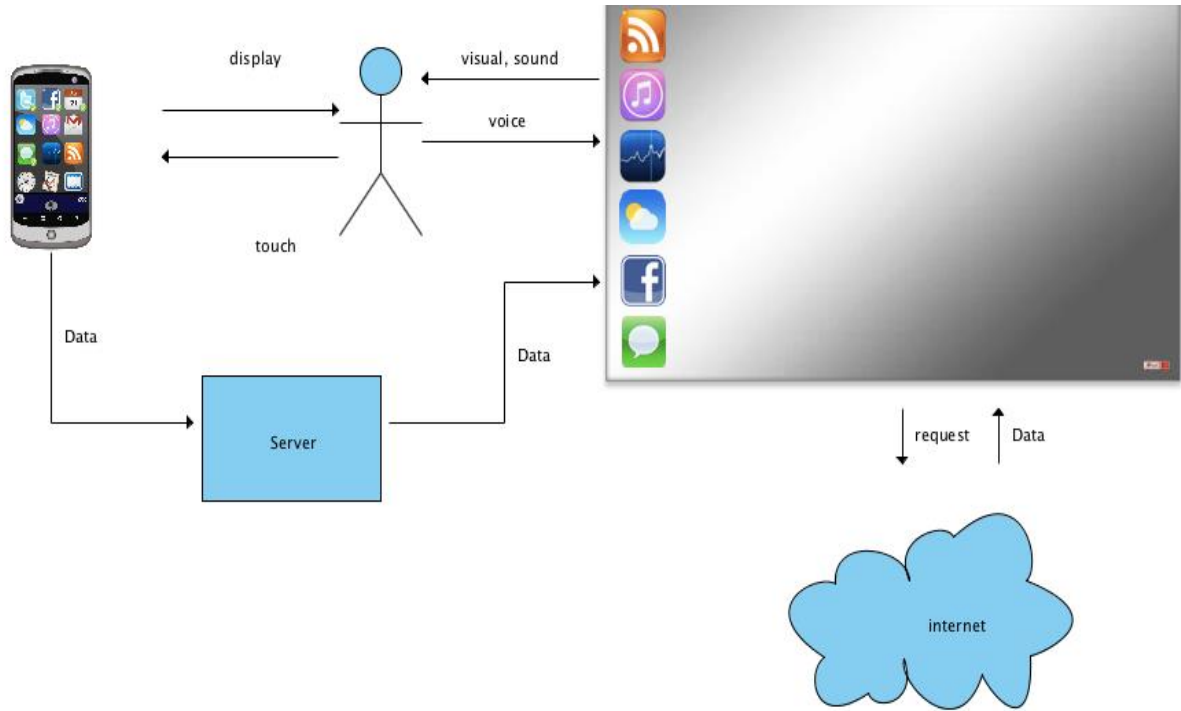 display
visual, sound
voice
touch
Data
Data
Server
request
Data
internet